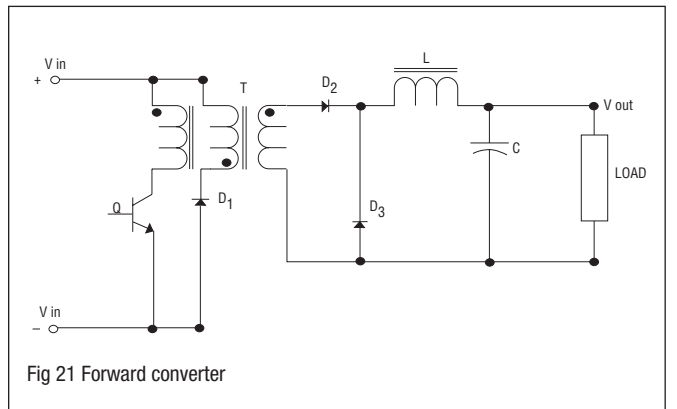 V in
+
T
D2
L
V out
Q
D1
D3
C
LOAD
V in
–
Fig 21 Forward converter